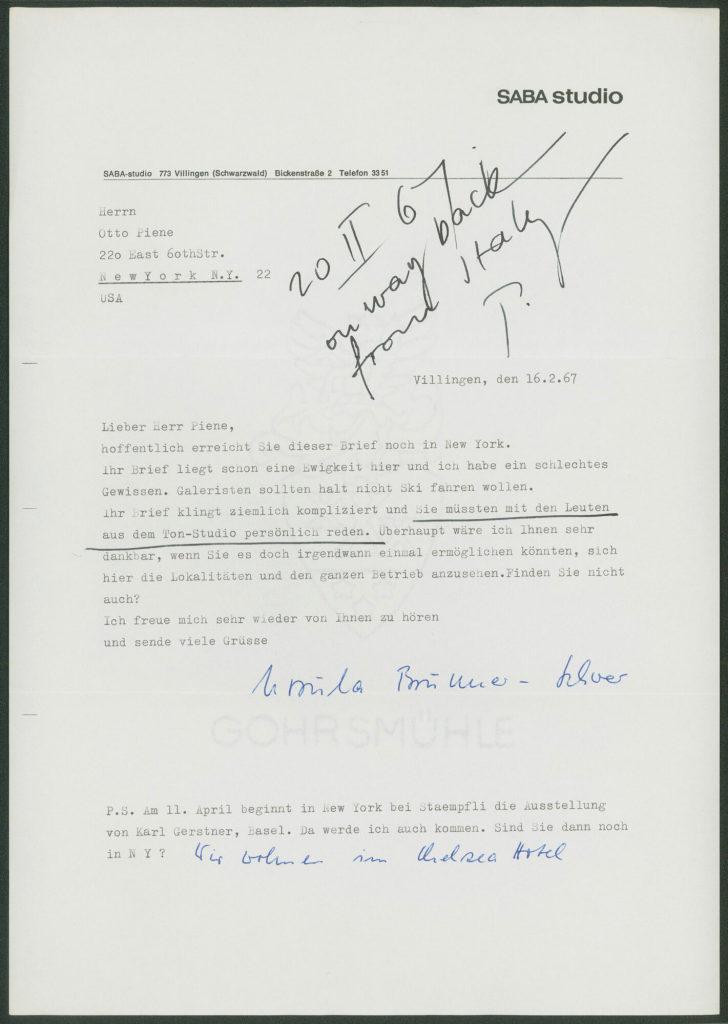 SABA studio
SABA-studio 773 Villingen (Schwarzwald) Bickenstraße 2 Telefon 33 51
20 II 67
on way back
from Italy
P.
Herrn
Otto Piene
22o East 6othStr.
NewYork N.Y. 22
USA
Villingen, den 16.2.67
Lieber Herr Piene,
hoffentlich erreicht Sie dieser Brief noch in New York.
Ihr Brief liegt schon eine Ewigkeit hier und ich habe ein schlechtes
Gewissen. Galeristen sollten halt nicht Ski fahren wollen.
Ihr Brief klingt ziemlich kompliziert und Sie müssten mit den Leuten
aus dem Ton-Studio persönlich reden. Überhaupt wäre ich Ihnen sehr
dankbar, wenn Sie es doch irgendwann einmal ermöglichen könnten, sich
hier die Lokalitäten und den ganzen Betrieb anzusehen.Finden Sie nicht
auch?
Ich freue mich sehr wieder von Ihnen zu hören
und sende viele Grüsse
Ursula Brunner-
GOHRSMÜHLE
P.S. Am 11. April beginnt in New York bei Staempfli die Ausstellung
von Karl Gerstner, Basel. Da werde ich auch kommen. Sind Sie dann noch
in N Y ? Wir wohnen im Chelsea Hotel